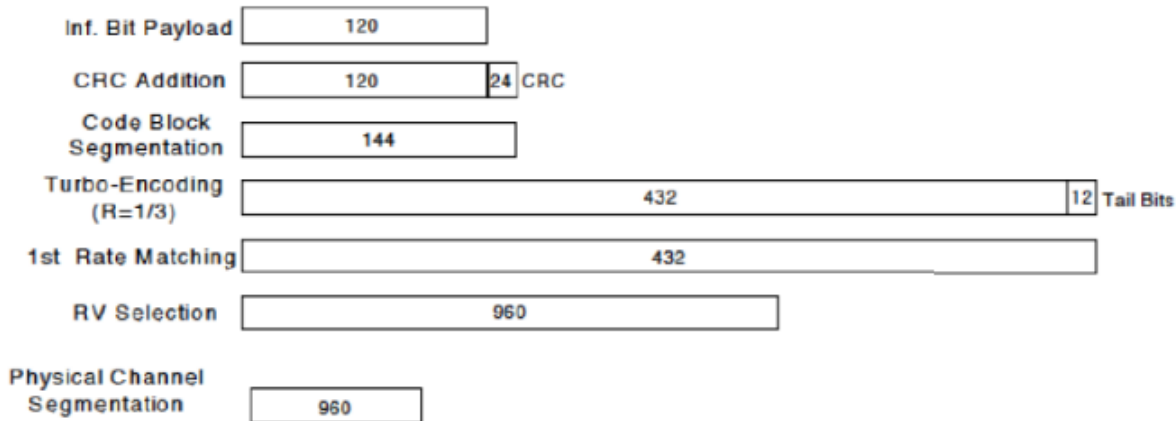 Inf. Bit Payload 120
CRC Addition 120 24 CRC
Code Block
Segmentation 144
Turbo-Encoding
(R=1/3) 432 12 Tail Bits
1st Rate Matching 432
RV Selection 960
Physical Channel
Segmentation 960